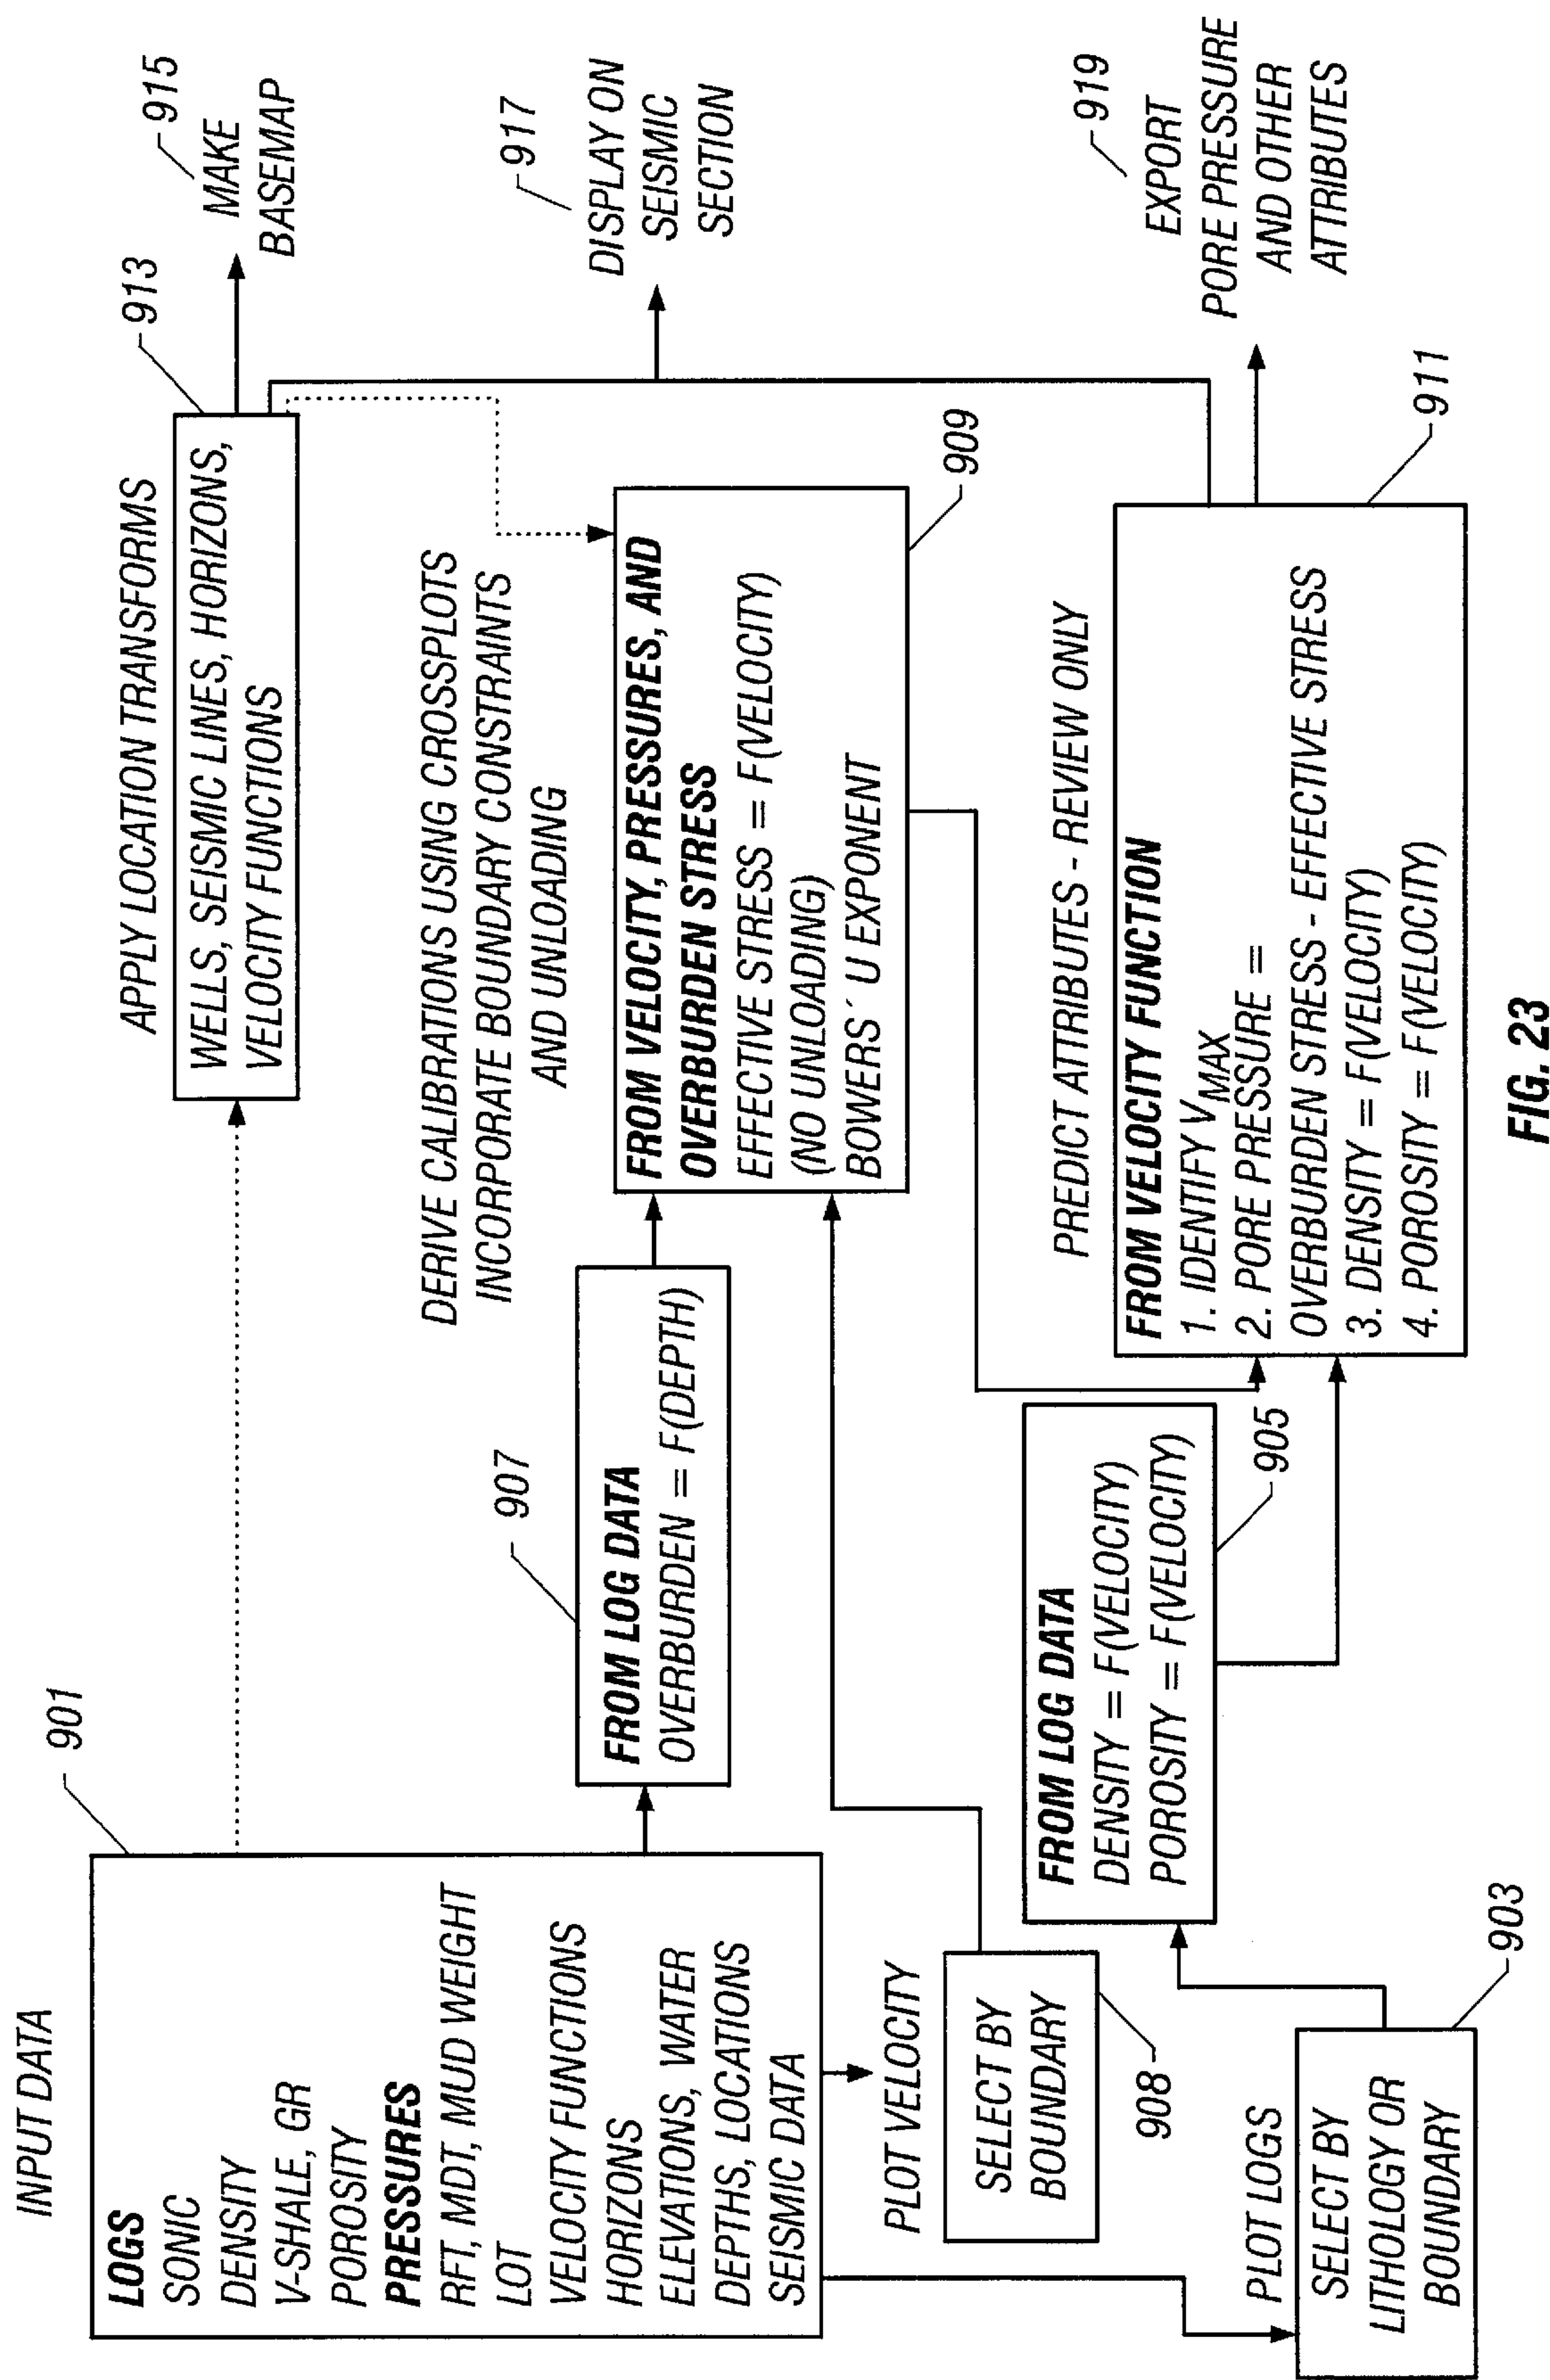 INPUT DATA
901
LOGS
SONIC
DENSITY
V-SHALE, GR
POROSITY
PRESSURES
RFT, MDT, MUD WEIGHT
LOT
VELOCITY FUNCTIONS
HORIZONS
ELEVATIONS, WATER
DEPTHS, LOCATIONS
SEISMIC DATA
PLOT VELOCITY
SELECT BY
BOUNDARY
908
PLOT LOGS
SELECT BY
LITHOLOGY OR
BOUNDARY
903
907
FROM LOG DATA
OVERBURDEN = F(DEPTH)
FROM LOG DATA
DENSITY = F(VELOCITY)
POROSITY = F(VELOCITY)
905
APPLY LOCATION TRANSFORMS
913
WELLS, SEISMIC LINES, HORIZONS,
VELOCITY FUNCTIONS
DERIVE CALIBRATIONS USING CROSSPLOTS
INCORPORATE BOUNDARY CONSTRAINTS
AND UNLOADING
FROM VELOCITY, PRESSURES, AND
OVERBURDEN STRESS
EFFECTIVE STRESS = F(VELOCITY)
(NO UNLOADING)
BOWERS´ U EXPONENT
909
PREDICT ATTRIBUTES - REVIEW ONLY
FROM VELOCITY FUNCTION
1. IDENTIFY VMAX
2. PORE PRESSURE =
OVERBURDEN STRESS - EFFECTIVE STRESS
3. DENSITY = F(VELOCITY)
4. POROSITY = F(VELOCITY)
911
915
MAKE
BASEMAP
917
DISPLAY ON
SEISMIC
SECTION
919
EXPORT
PORE PRESSURE
AND OTHER
ATTRIBUTES
FIG. 23